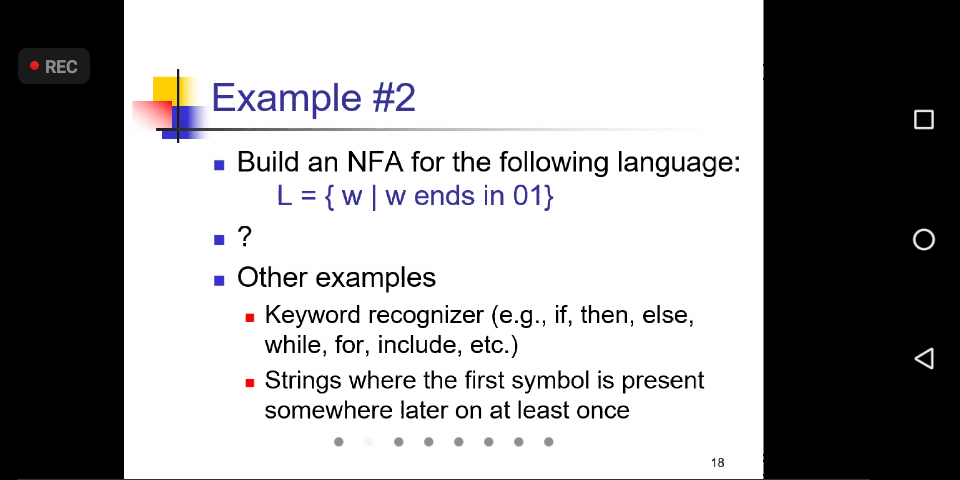 REC
Example #2
Build an NFA for the following language:
L = { w | w ends in 01}
?
Other examples
Keyword recognizer (e.g., if, then, else,
while, for, include, etc.)
Strings where the first symbol is present
somewhere later on at least once
18